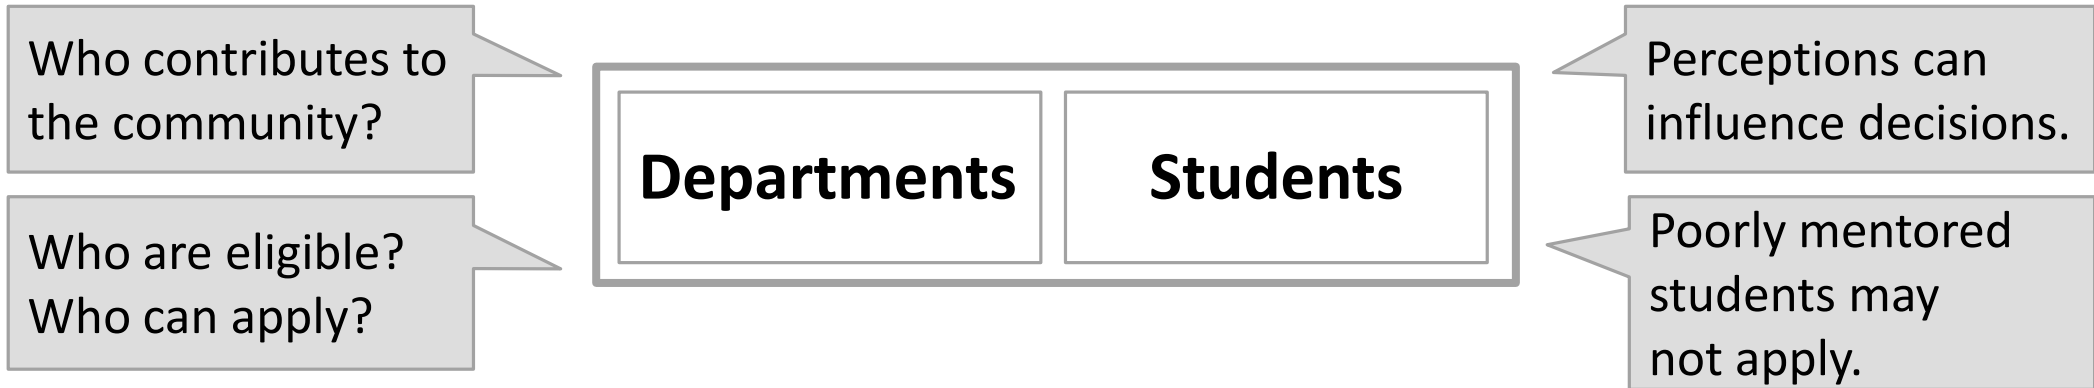 Who contributes to
the community?
Who are eligible?
Who can apply?
Departments
Students
Perceptions can
influence decisions.
Poorly mentored
students may
not apply.